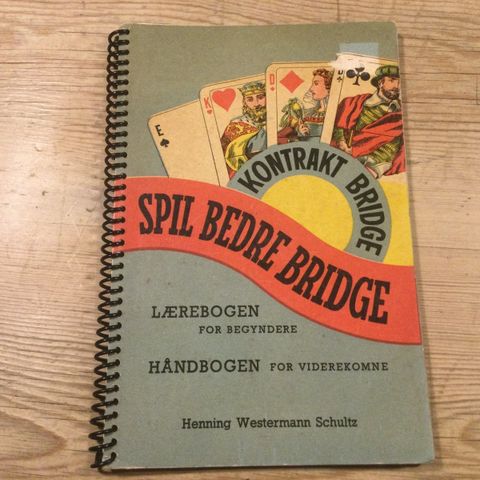 E
K
D
KONTRAKT BRIDGE
SPIL BEDRE BRIDGE
LÆREBOGEN
FOR BEGYNDERE
HÅNDBOGEN FOR VIDEREKOMNE
Henning Westermann Schultz